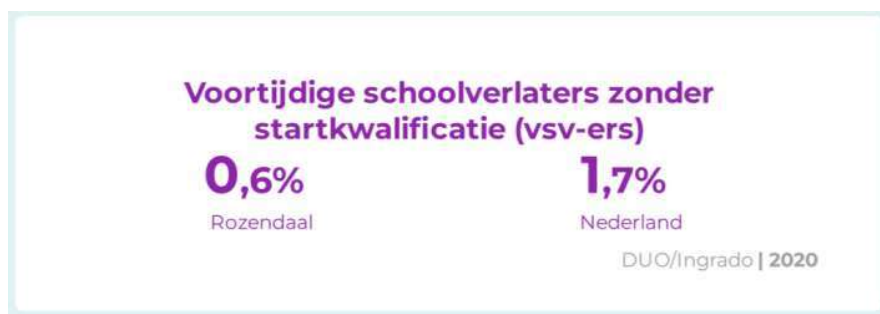 Voortijdige schoolverlaters zonder
startkwalificatie (vsv-ers)
0,6% 1,7%
Rozendaal Nederland
DUO/Ingrado | 2020